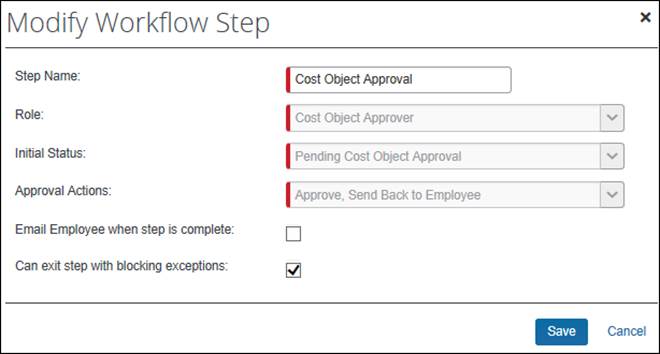 Modify Workflow Step
Step Name: Cost Object Approval
Role: Cost Object Approver
Initial Status: Pending Cost Object Approval
Approval Actions: Approve, Send Back to Employee
Email Employee when step is complete:
Can exit step with blocking exceptions:
Save Cancel